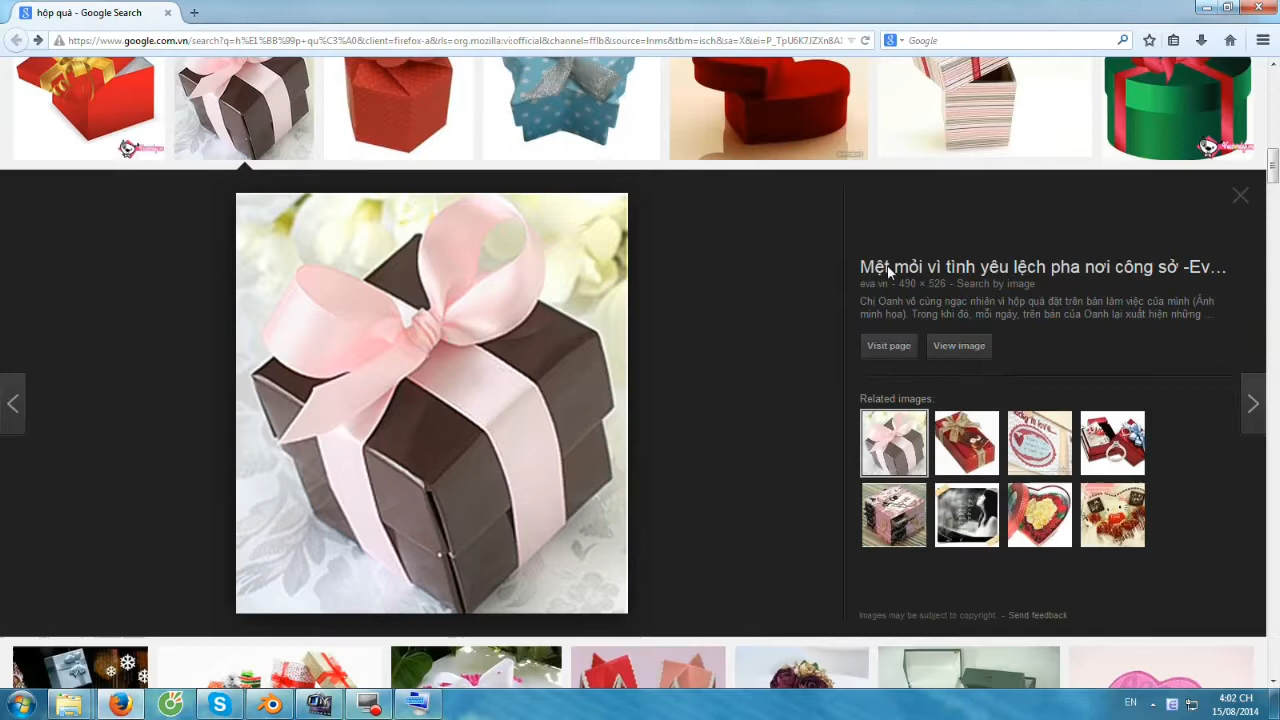 hộp quà - Google Search
https://www.google.com.vn/search?q=h%E1%BB%99p+qu%C3%A0&client=firefox-a&rls=org.mozilla:vi:official&channel=fflb&source=lnms&tbm=isch&sa=X&ei=P_TpU6K7JZXn8A
Google
Mệt mỏi vì tình yêu lệch pha nơi công sở -Ev...
eva.vn - 490 × 526 - Search by image
Chị Oanh vô cùng ngạc nhiên vì hộp quà đặt trên bàn làm việc của mình (Ảnh
minh họa). Trong khi đó, mỗi ngày, trên bàn của Oanh lại xuất hiện những ...
Visit page
View image
Related images:
Images may be subject to copyright. - Send feedback
EN
4:02 CH
15/08/2014